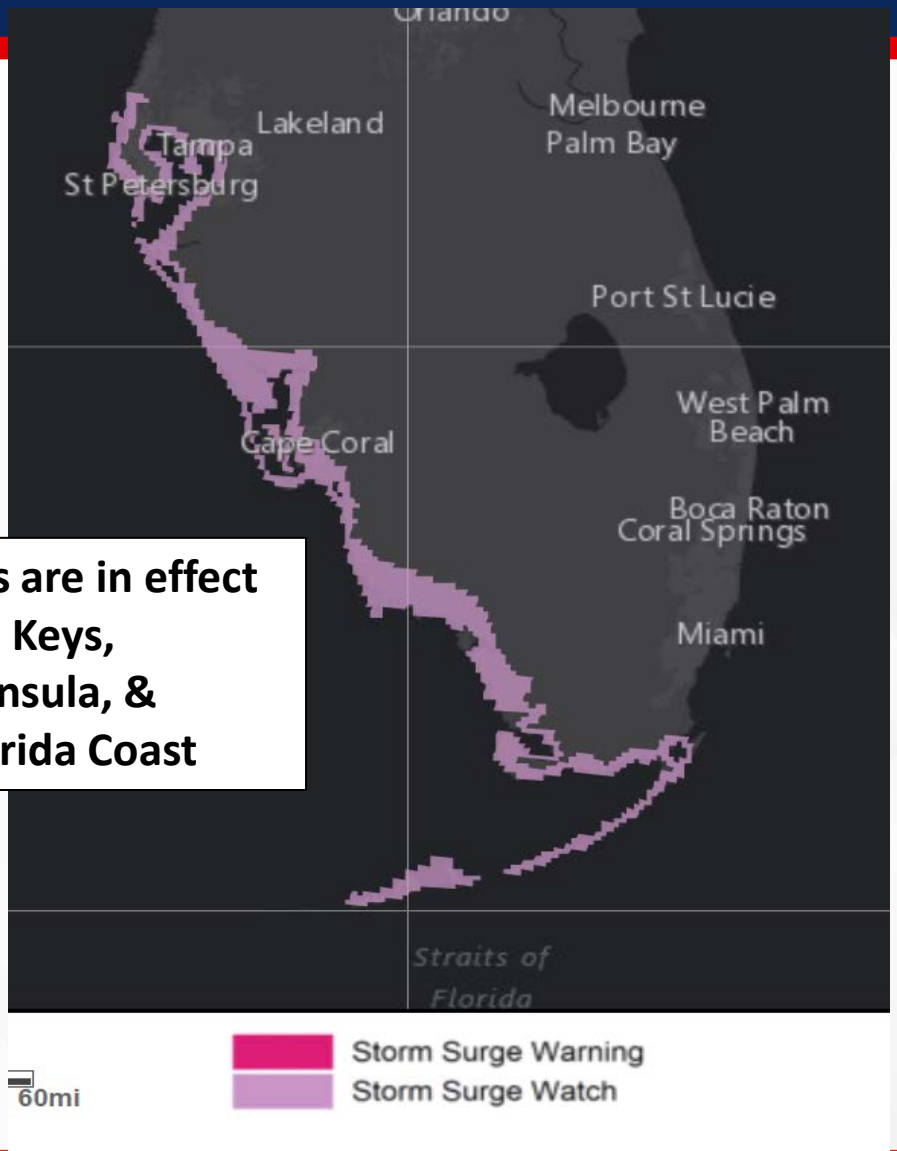 Orlando
Melbourne
Lakeland
Palm Bay
Tampa
St Petersburg
Port St Lucie
West Palm
Beach
Cape Coral
Boca Raton
Coral Springs
s are in effect
Keys,
nsula, &
rida Coast
Miami
Straits of
Florida
Storm Surge Warning
60mi
Storm Surge Watch